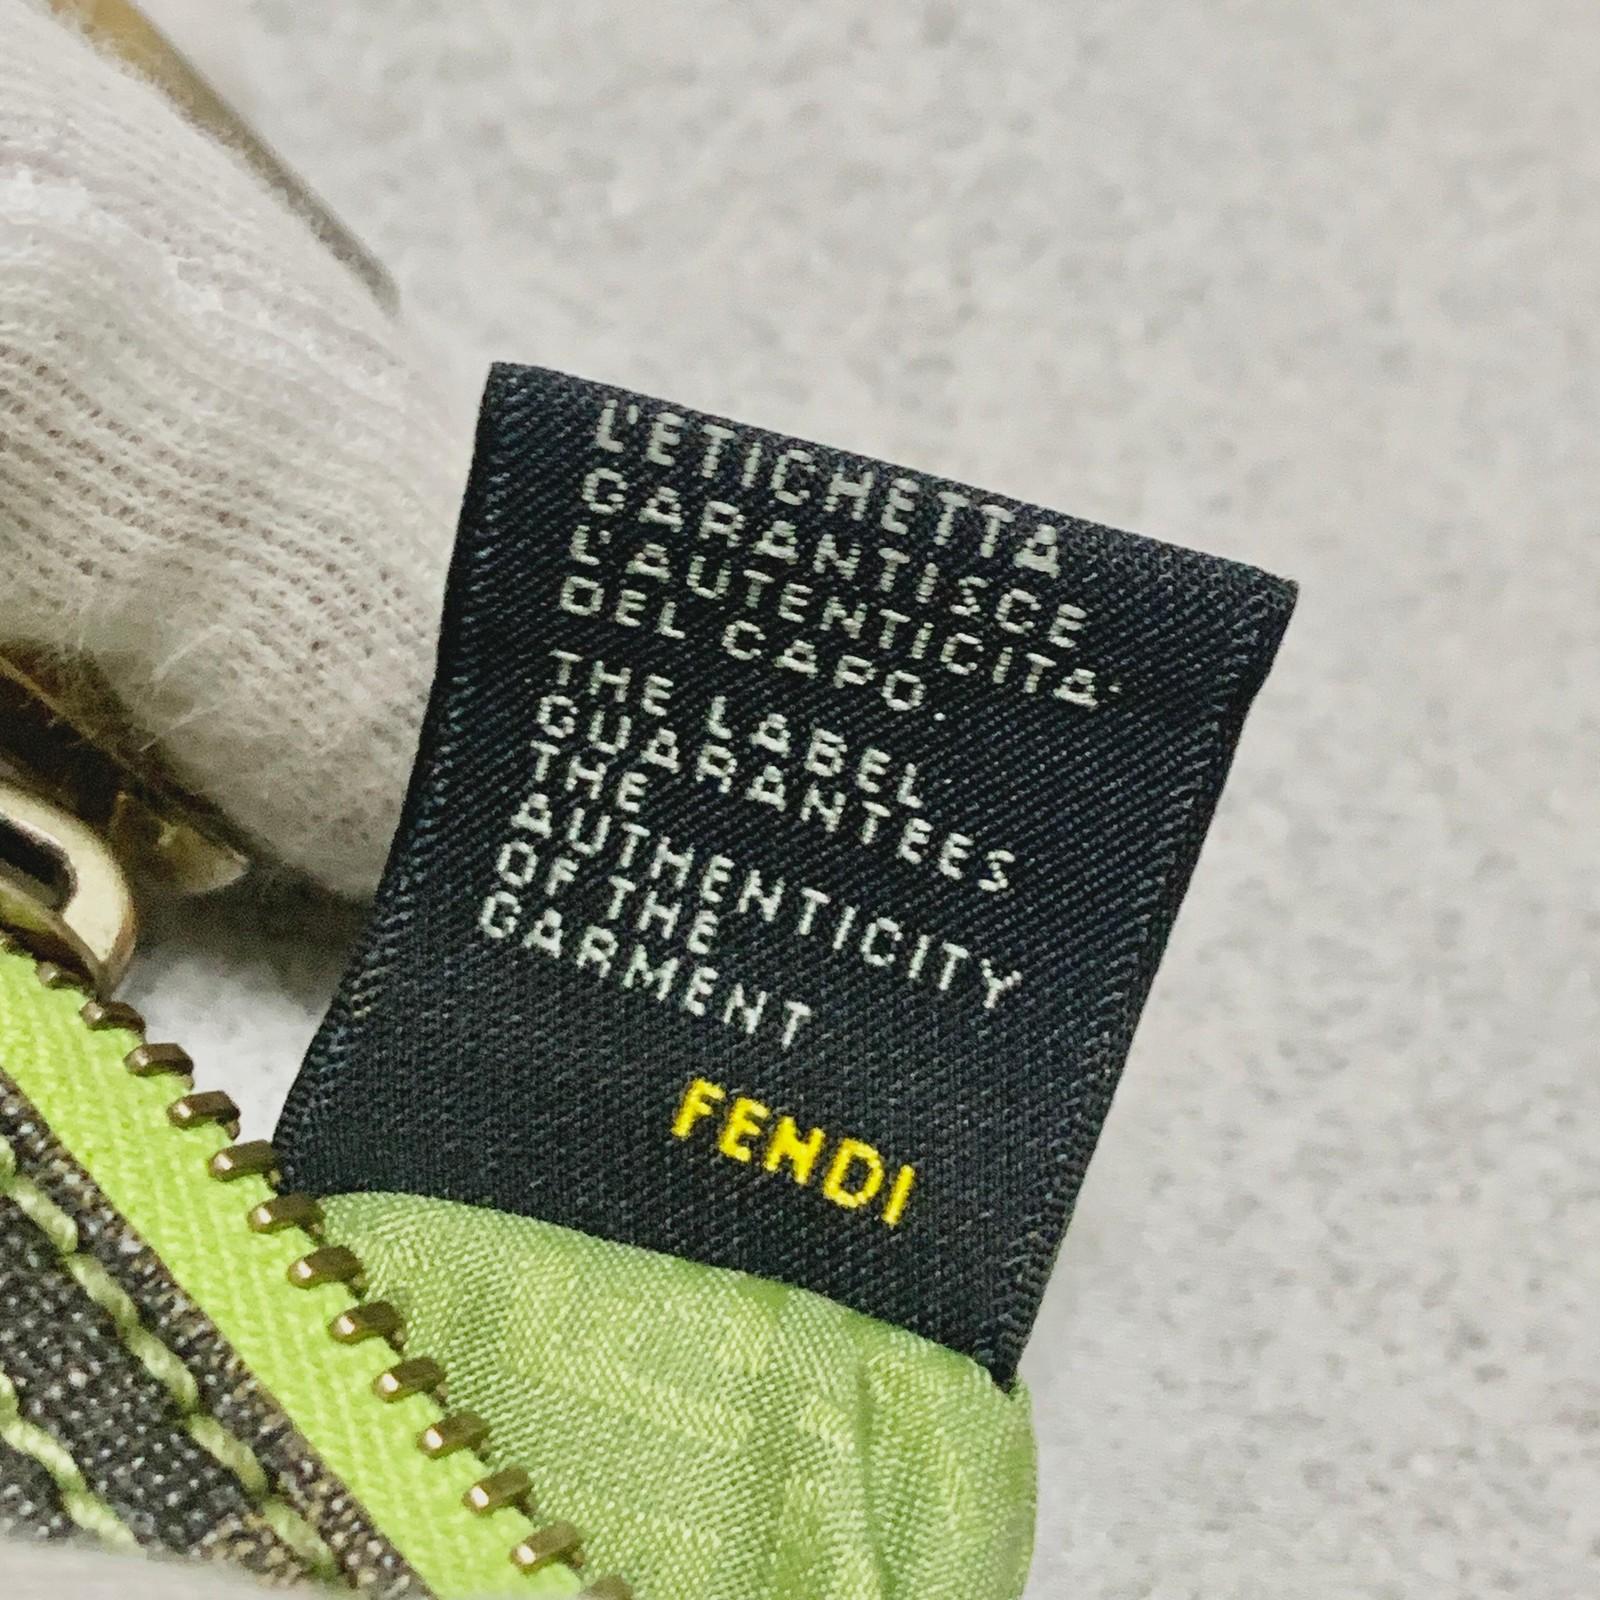 L'ETICHETTA
GARANTISCE
L'AUTENTICITA'
DEL CAPO.
THE LABEL
GUARANTEES
THE
AUTHENTICITY
OF THE
GARMENT
FENDI